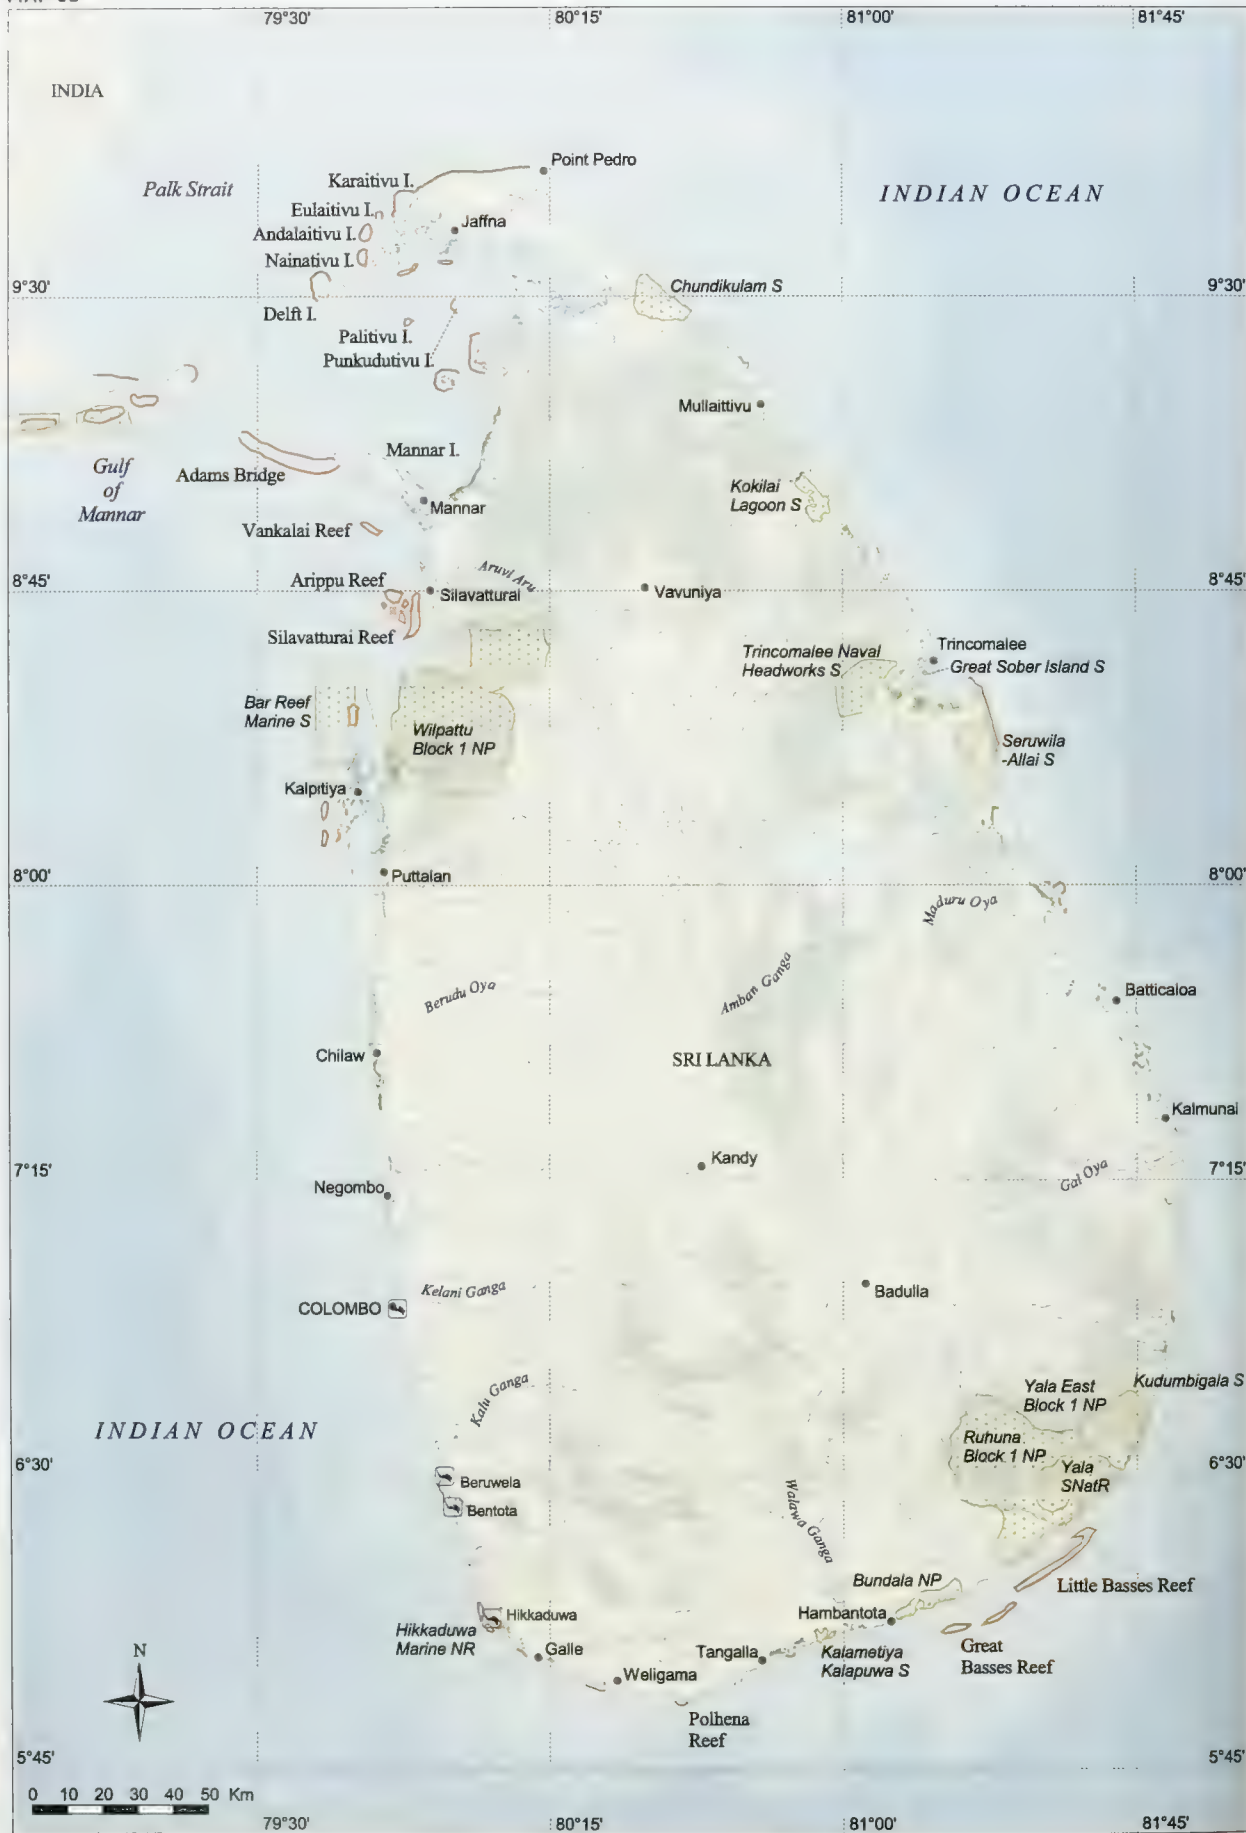 79°30'
80°15'
81°00'
81°45'
INDIA
Point Pedro
Karaitivu I.
Palk Strait
INDIAN OCEAN
Eulaitivu I.
Jaffna
Andalaitivu I.
Nainativu I.
Chundikulam S
9°30'
9°30'
Delft I.
Palitivu I.
Punkudutivu I.
Mullaittivu
Mannar I.
Gulf
of
Mannar
Adams Bridge
Kokilai
Lagoon S
Mannar
Vankalai Reef
Aruvi Aru
8°45'
Arippu Reef
Silavatturai
Vavuniya
8°45'
Silavatturai Reef
Trincomalee
Trincomalee Naval
Headworks S
Great Sober Island S
Bar Reef
Marine S
Wilpattu
Block 1 NP
Seruwila
-Allai S
Kalpitiya
8°00'
Puttalan
8°00'
Maduru Oya
Berudu Oya
Amban Ganga
Batticaloa
Chilaw
SRI LANKA
Kalmunai
7°15'
Kandy
7°15'
Gal Oya
Negombo
Kelani Ganga
Badulla
COLOMBO
Kalu Ganga
Yala East
Block 1 NP
Kudumbigala S
INDIAN OCEAN
Ruhuna
Block 1 NP
6°30'
Yala
SNatR
6°30'
Beruwela
Bentota
Walawa Ganga
Bundala NP
Little Basses Reef
Hikkaduwa
Hambantota
Hikkaduwa
Marine NR
Galle
Tangalla
Kalametiya
Kalapuwa S
Great
Basses Reef
N
Weligama
Polhena
Reef
5°45'
5°45'
0 10 20 30 40 50 Km
79°30'
80°15'
81°00'
81°45'